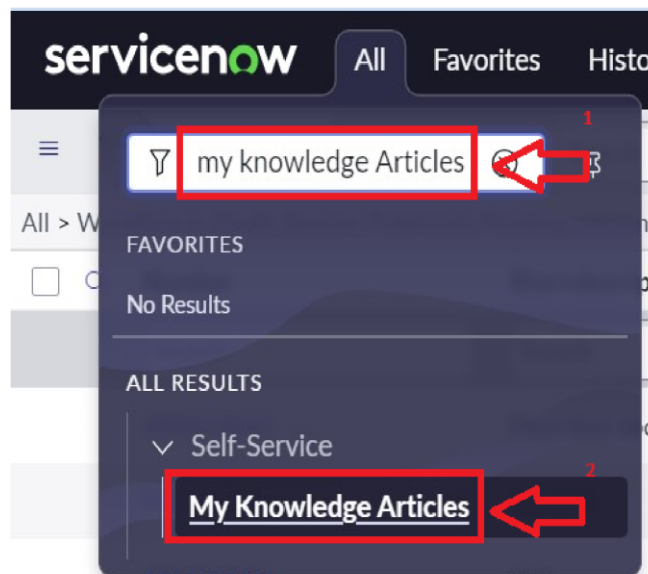 servicenow All Favorites Histo
1
my knowledge Articles
All > W
FAVORITES
No Results
ALL RESULTS
Self-Service
2
My Knowledge Articles